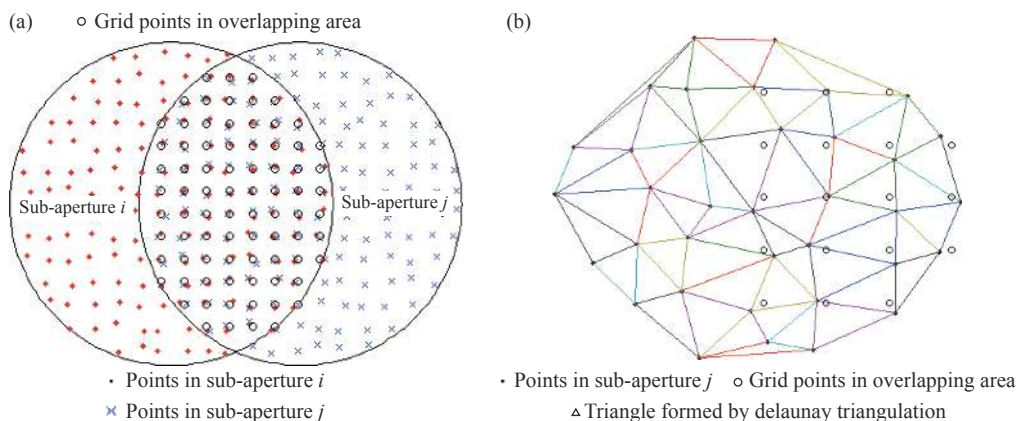 (a)
Grid points in overlapping area
Sub-aperture i
Sub-aperture j
Points in sub-aperture i
Points in sub-aperture j
(b)
Points in sub-aperture j
Grid points in overlapping area
Triangle formed by delaunay triangulation